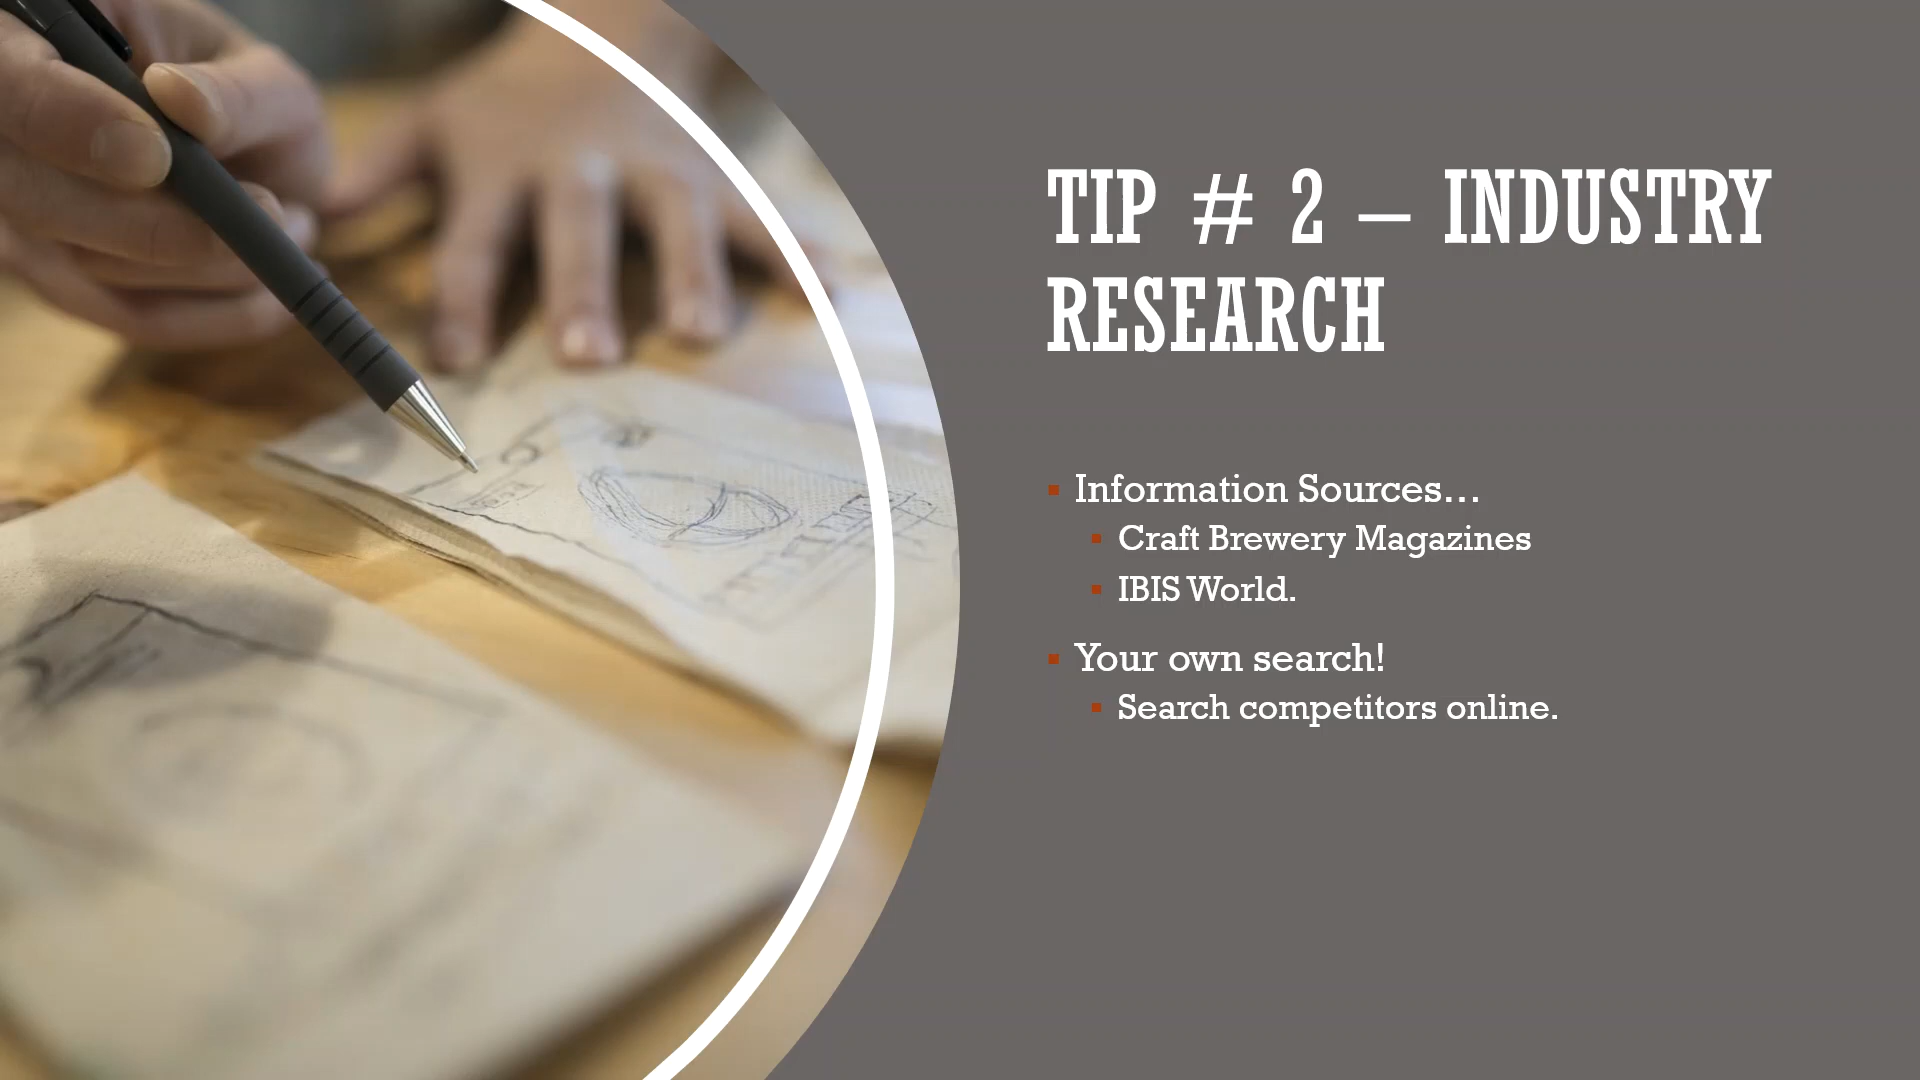 TIP # 2 – INDUSTRY
RESEARCH
Information Sources…
Craft Brewery Magazines
IBIS World.
Your own search!
Search competitors online.